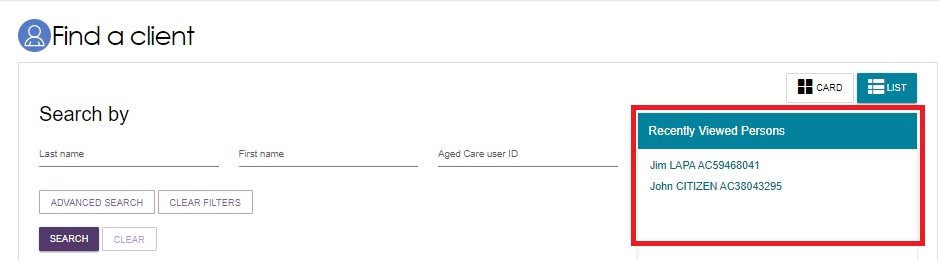 Find a client
CARD
LIST
Search by
Last name
First name
Aged Care user ID
ADVANCED SEARCH
CLEAR FILTERS
SEARCH
CLEAR
Recently Viewed Persons
Jim LAPA AC59468041
John CITIZEN AC38043295